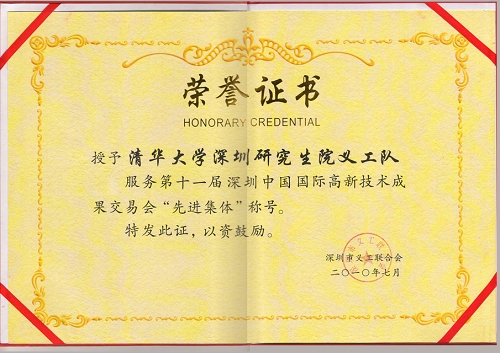 荣誉证书
HONORARY CREDENTIAL
授予 清华大学深圳研究生院义工队
服务第十一届深圳中国国际高新技术成
果交易会“先进集体”称号。
特发此证，以资鼓励。
深圳市义工联合会
二〇一〇年七月